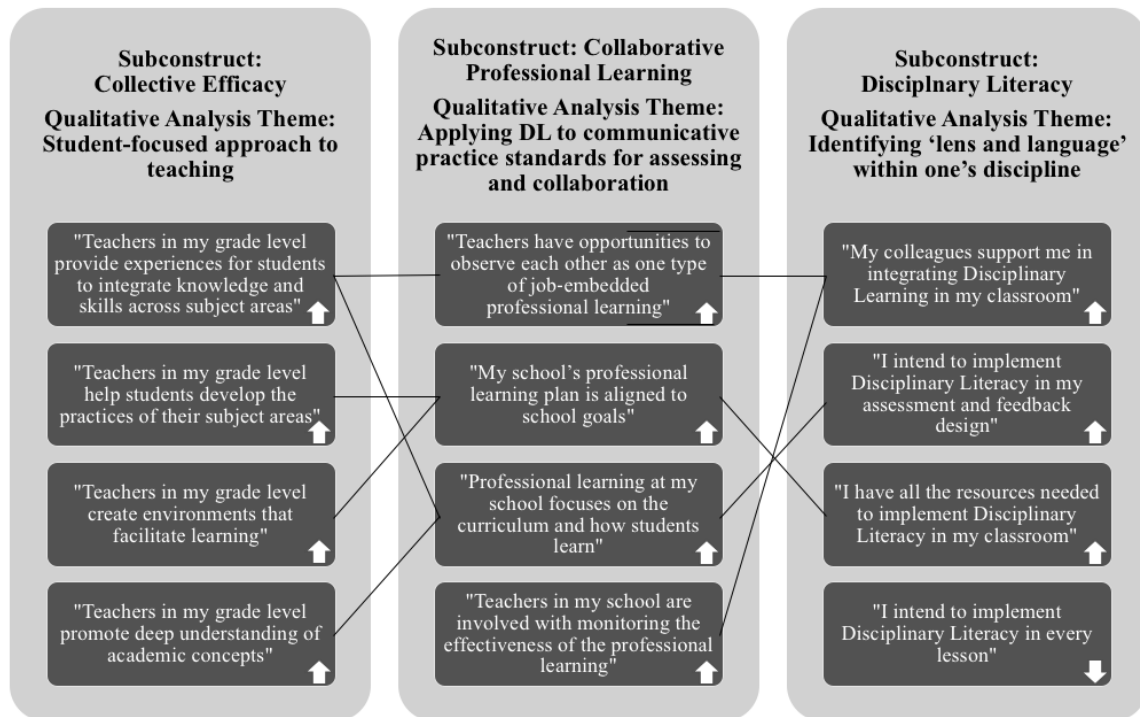 Subconstruct:
Collective Efficacy
Qualitative Analysis Theme:
Student-focused approach to
teaching
"Teachers in my grade level
provide experiences for students
to integrate knowledge and
skills across subject areas"
"Teachers in my grade level
help students develop the
practices of their subject areas"
"Teachers in my grade level
create environments that
facilitate learning"
"Teachers in my grade level
promote deep understanding of
academic concepts"
Subconstruct: Collaborative
Professional Learning
Qualitative Analysis Theme:
Applying DL to communicative
practice standards for assessing
and collaboration
"Teachers have opportunities to
observe each other as one type
of job-embedded
professional learning"
"My school’s professional
learning plan is aligned to
school goals"
"Professional learning at my
school focuses on the
curriculum and how students
learn"
"Teachers in my school are
involved with monitoring the
effectiveness of the professional
learning"
Subconstruct:
Disciplnary Literacy
Qualitative Analysis Theme:
Identifying ‘lens and language’
within one’s discipline
"My colleagues support me in
integrating Disciplinary
Learning in my classroom"
"I intend to implement
Disciplinary Literacy in my
assessment and feedback
design"
"I have all the resources needed
to implement Disciplinary
Literacy in my classroom"
"I intend to implement
Disciplinary Literacy in every
lesson"